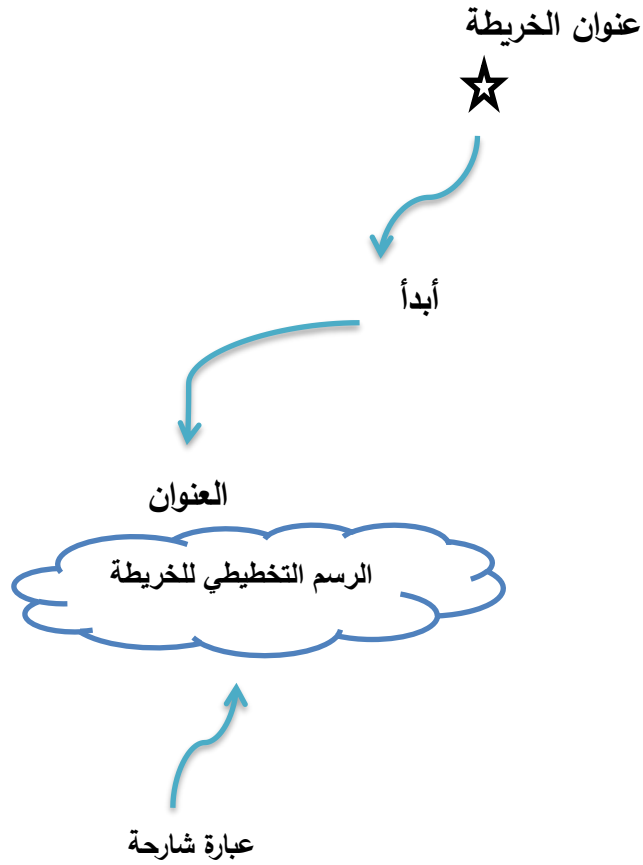 عنوان الخريطة
أبدأ
العنوان
الرسم التخطيطي للخريطة
عبارة شارحة